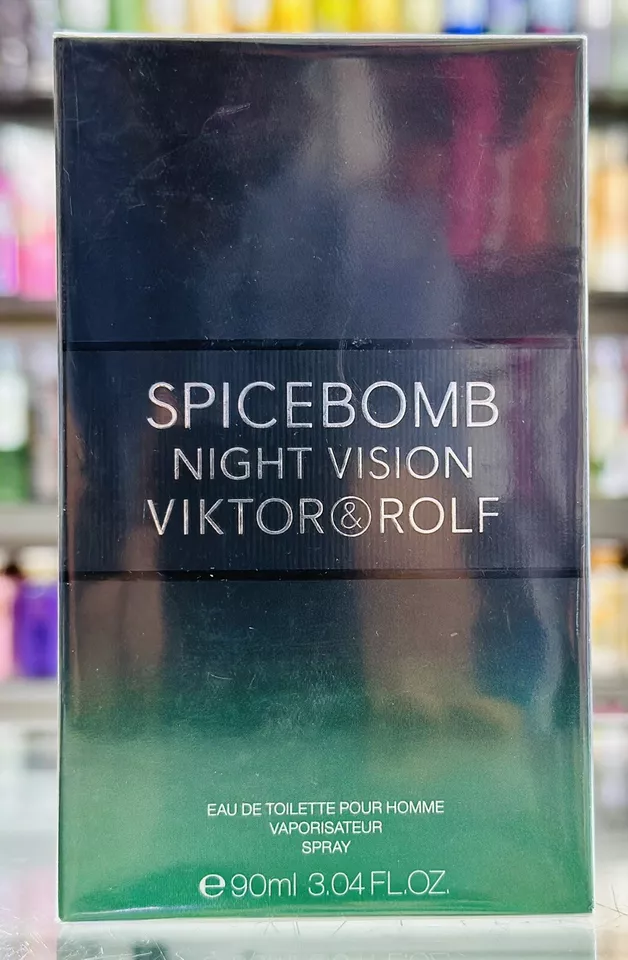 SPICEBOMB
NIGHT VISION
VIKTOR&ROLF
EAU DE TOILETTE POUR HOMME
VAPORISATEUR
SPRAY
℮ 90ml 3.04 FL.OZ.